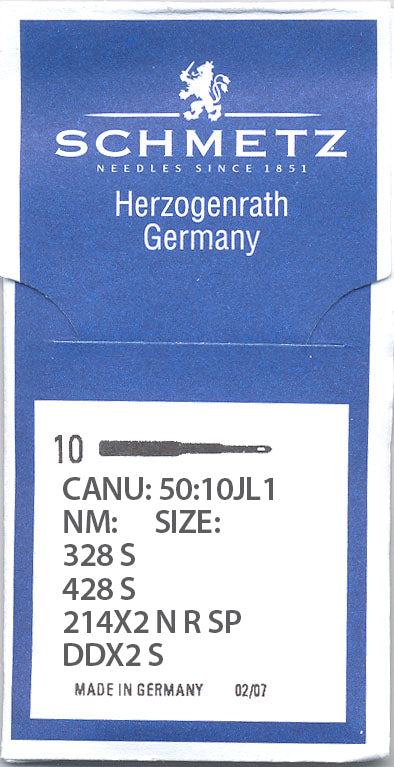 SCHMETZ
NEEDLES SINCE 1851
Herzogenrath
Germany
10
CANU: 50:10JL1
NM: SIZE:
328 S
428 S
214X2 N R SP
DDX2 S
MADE IN GERMANY 02/07